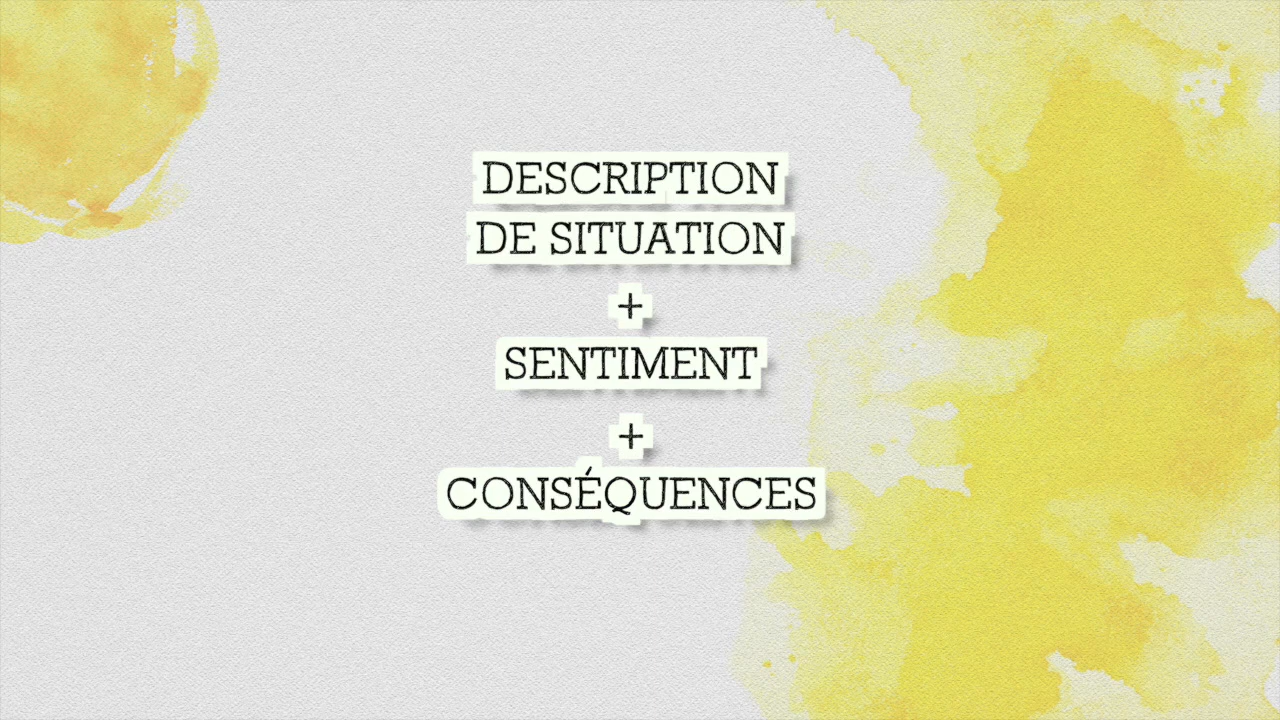 DESCRIPTION
DE SITUATION
+
SENTIMENT
+
CONSÉQUENCES